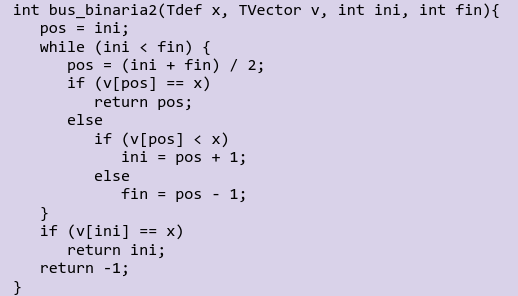 int bus_binaria2(Tdef x, TVector v, int ini, int fin){
   pos = ini;
   while (ini < fin) {
      pos = (ini + fin) / 2;
      if (v[pos] == x)
         return pos;
      else
         if (v[pos] < x)
            ini = pos + 1;
         else
            fin = pos - 1;
   }
   if (v[ini] == x)
      return ini;
   return -1;
}